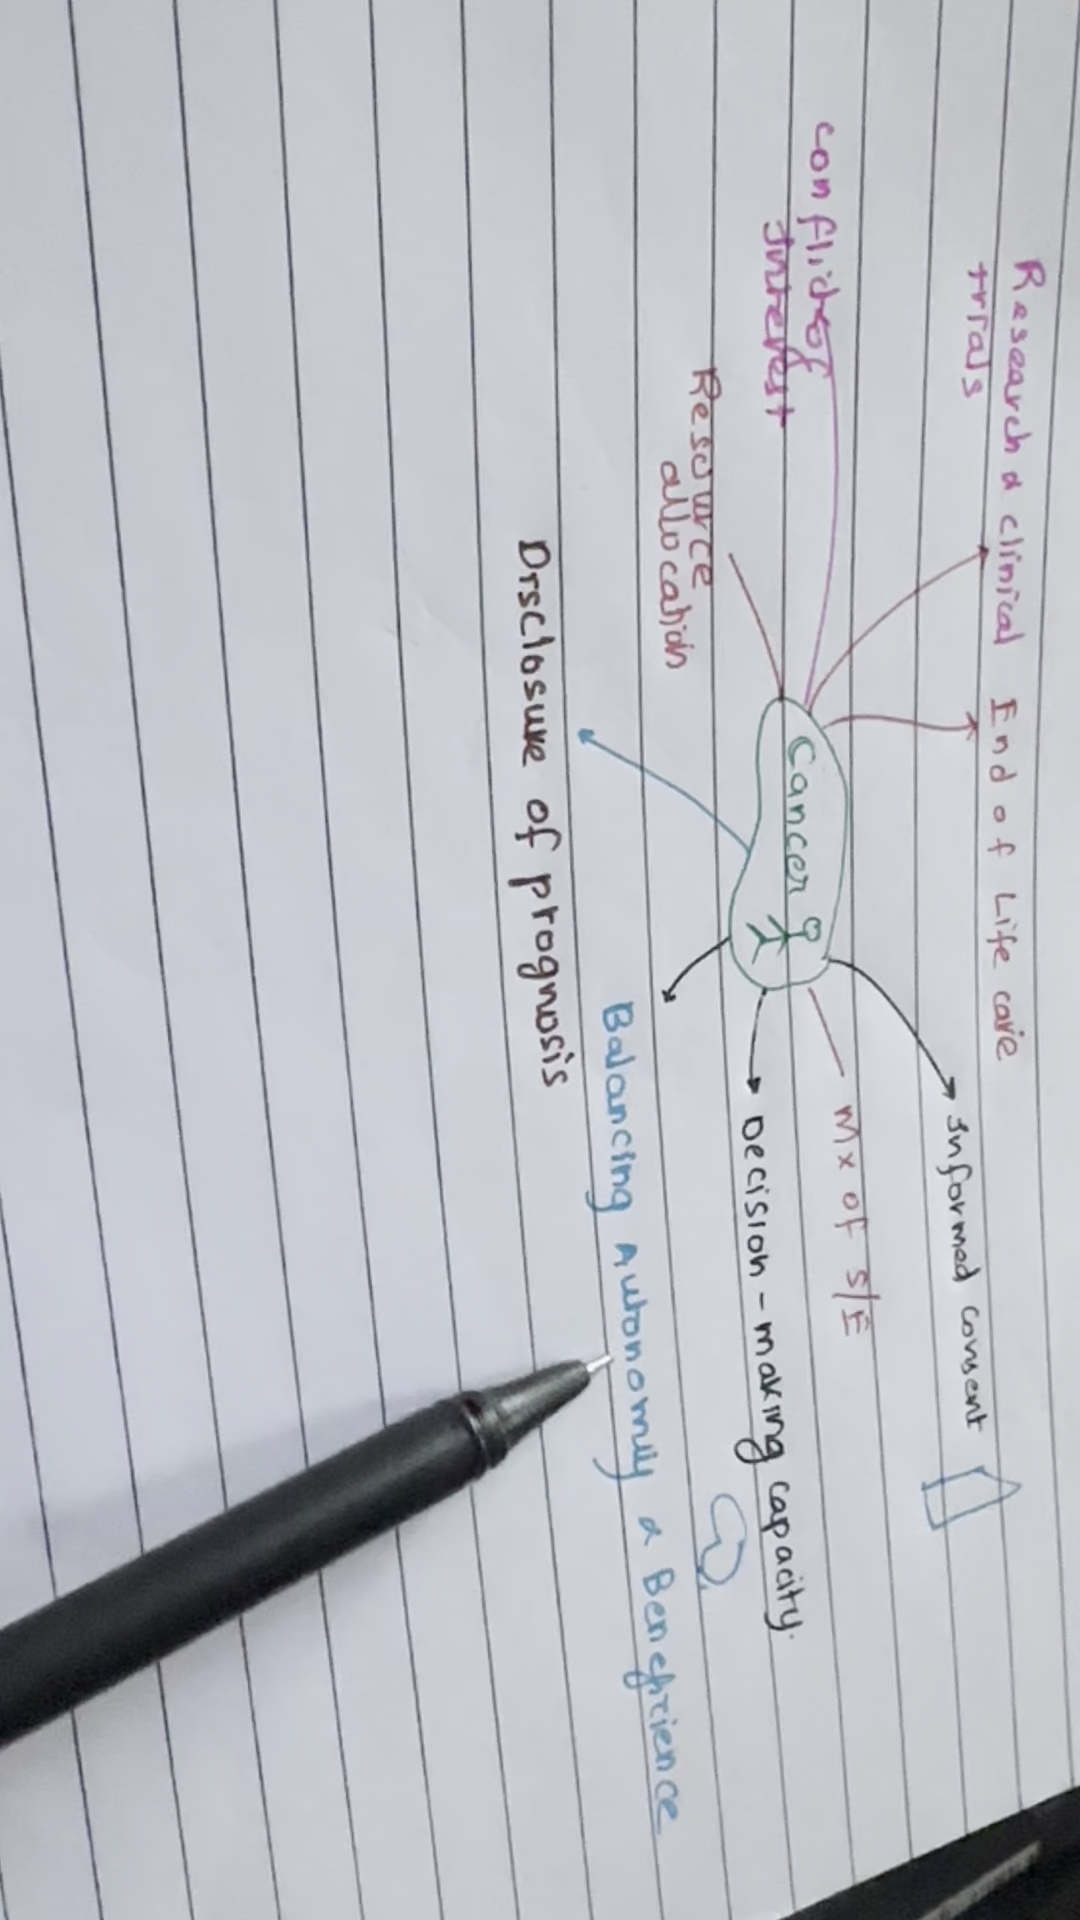 Research & clinical
trials
End of Life care
Informed consent
conflict of
Interest
Mx of S/E
Cancer
Resource
allocation
Decision-making capacity.
Balancing Autonomy &
Disclosure of prognosis